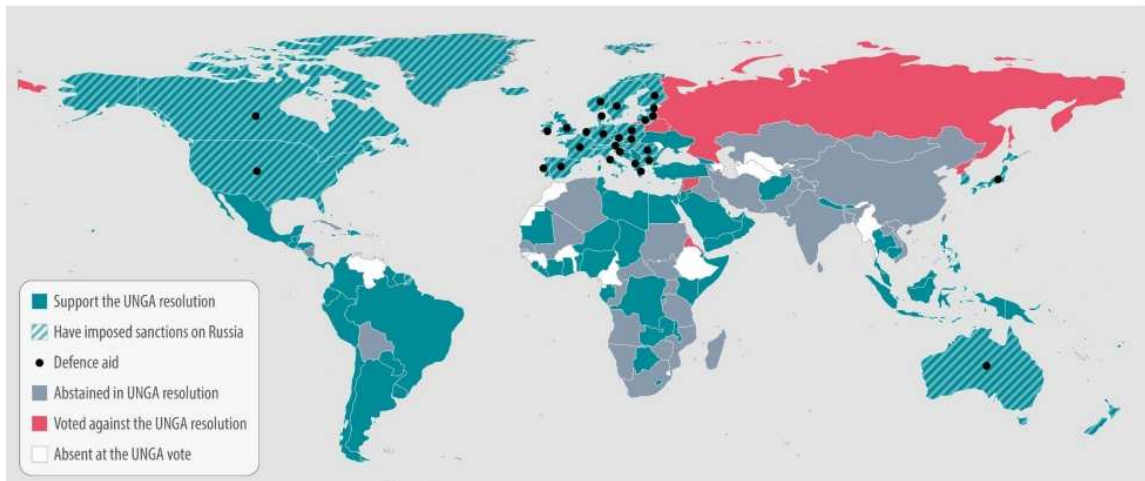 Support the UNGA resolution
Have imposed sanctions on Russia
Defence aid
Abstained in UNGA resolution
Voted against the UNGA resolution
Absent at the UNGA vote